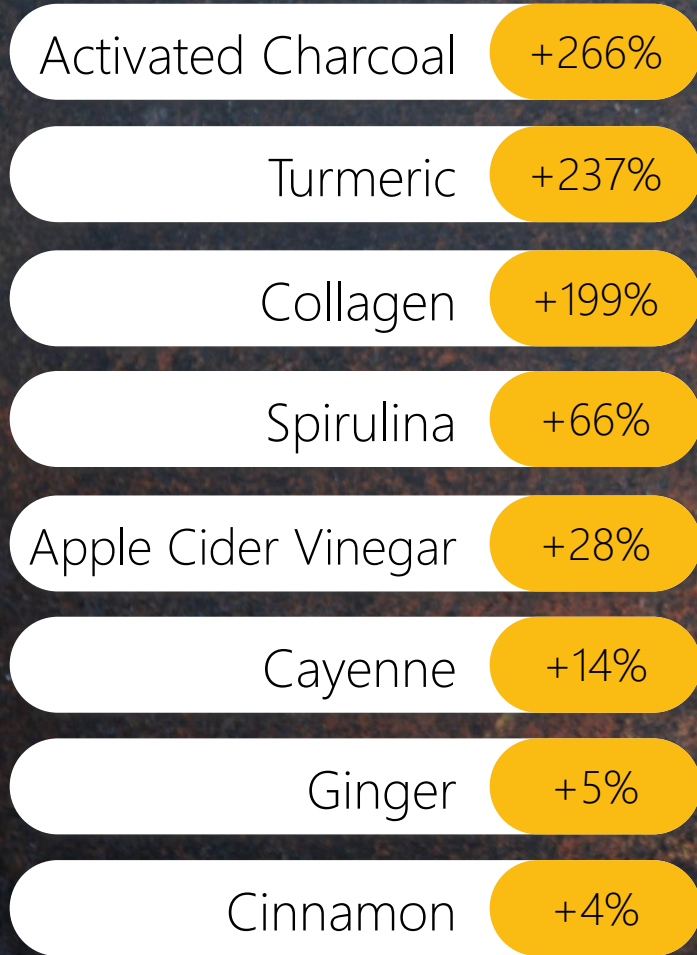 Activated Charcoal +266%
Turmeric +237%
Collagen +199%
Spirulina +66%
Apple Cider Vinegar +28%
Cayenne +14%
Ginger +5%
Cinnamon +4%